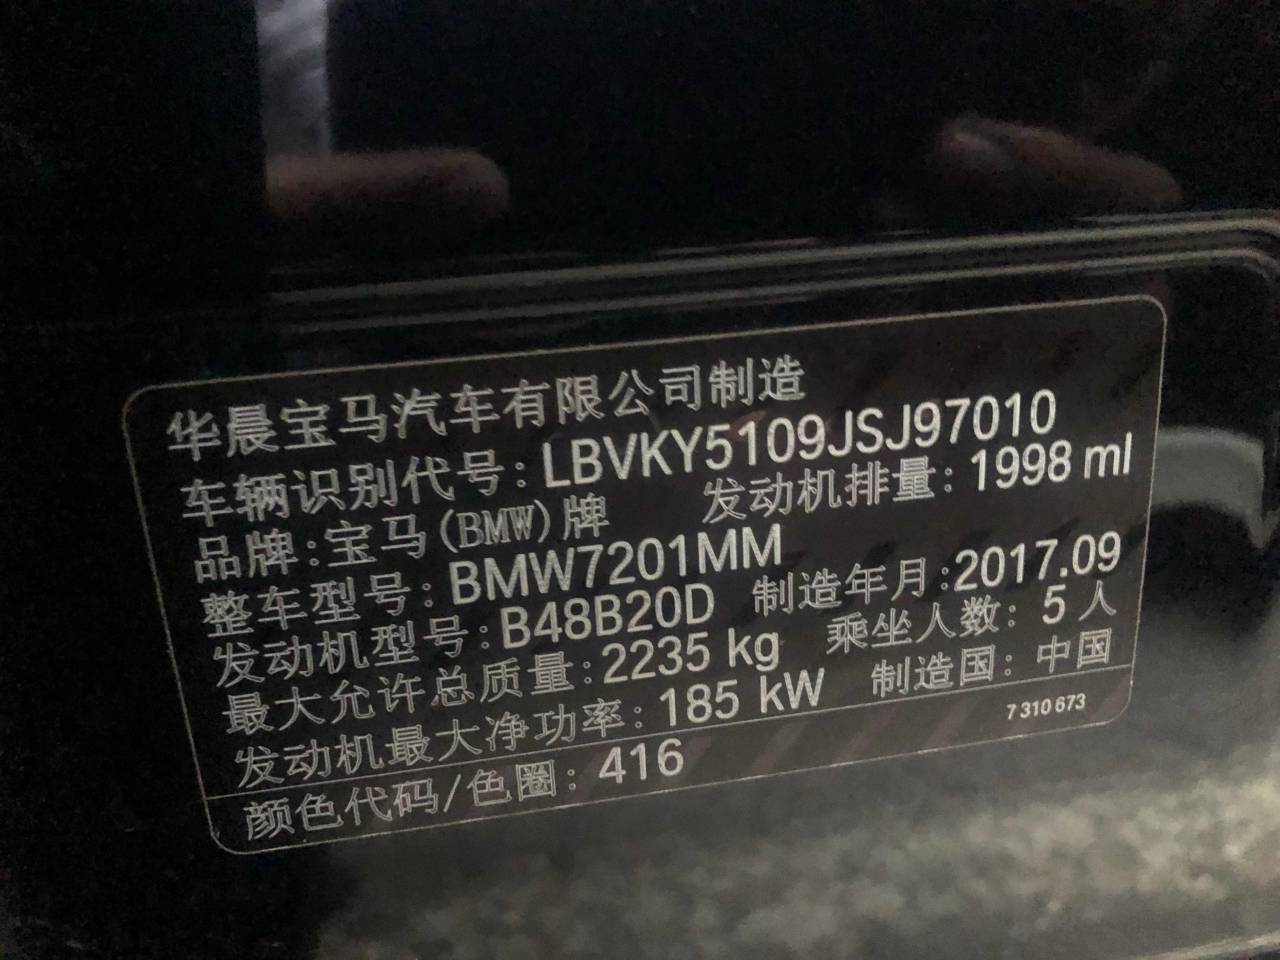 华晨宝马汽车有限公司制造
车辆识别代号:LBVKY5109JSJ97010
品牌:宝马(BMW)牌 发动机排量:1998 ml
整车型号:BMW7201MM
发动机型号:B48B20D 制造年月:2017.09
最大允许总质量:2235 kg 乘坐人数:5 人
发动机最大净功率:185 kW 制造国:中国
颜色代码/色圈:416 7 310 673